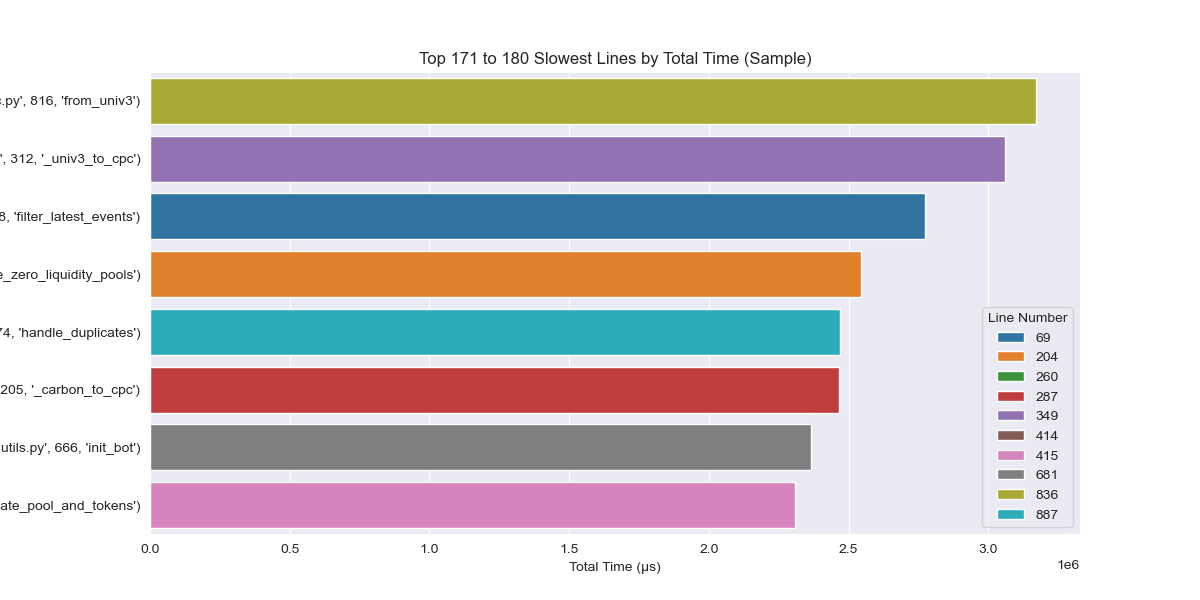 Top 171 to 180 Slowest Lines by Total Time (Sample)
.py', 816, 'from_univ3')
', 312, '_univ3_to_cpc')
8, 'filter_latest_events')
_zero_liquidity_pools')
74, 'handle_duplicates')
205, '_carbon_to_cpc')
utils.py', 666, 'init_bot')
ate_pool_and_tokens')
Line Number
69
204
260
287
349
414
415
681
836
887
0.0 0.5 1.0 1.5 2.0 2.5 3.0
1e6
Total Time (µs)